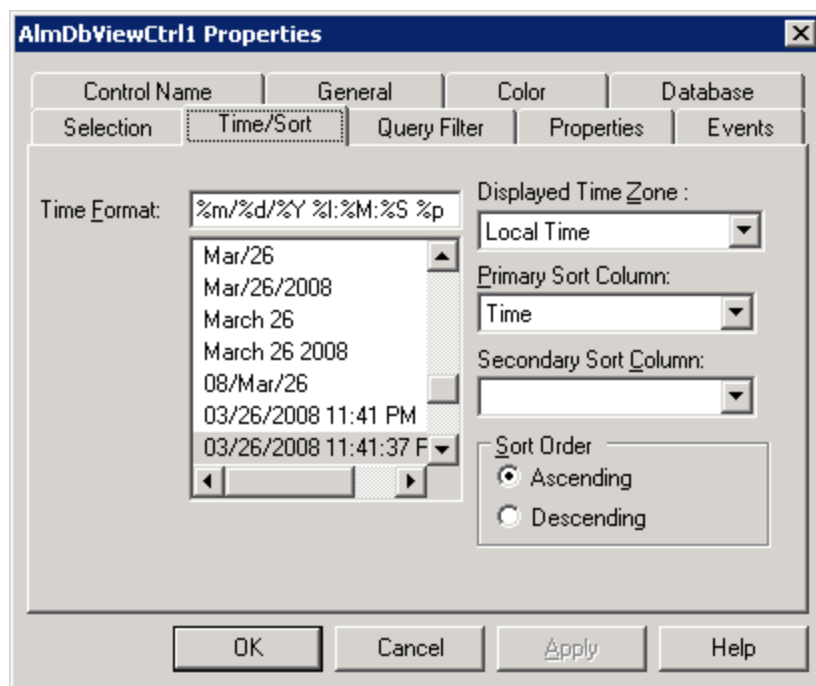 AlmDbViewCtrl1 Properties
Control Name
General
Color
Database
Selection
Time/Sort
Query Filter
Properties
Events
Time Format:
%m/%d/%Y %I:%M:%S %p
Mar/26
Mar/26/2008
March 26
March 26 2008
08/Mar/26
03/26/2008 11:41 PM
03/26/2008 11:41:37 F
Displayed Time Zone :
Local Time
Primary Sort Column:
Time
Secondary Sort Column:
Sort Order
Ascending
Descending
OK
Cancel
Apply
Help